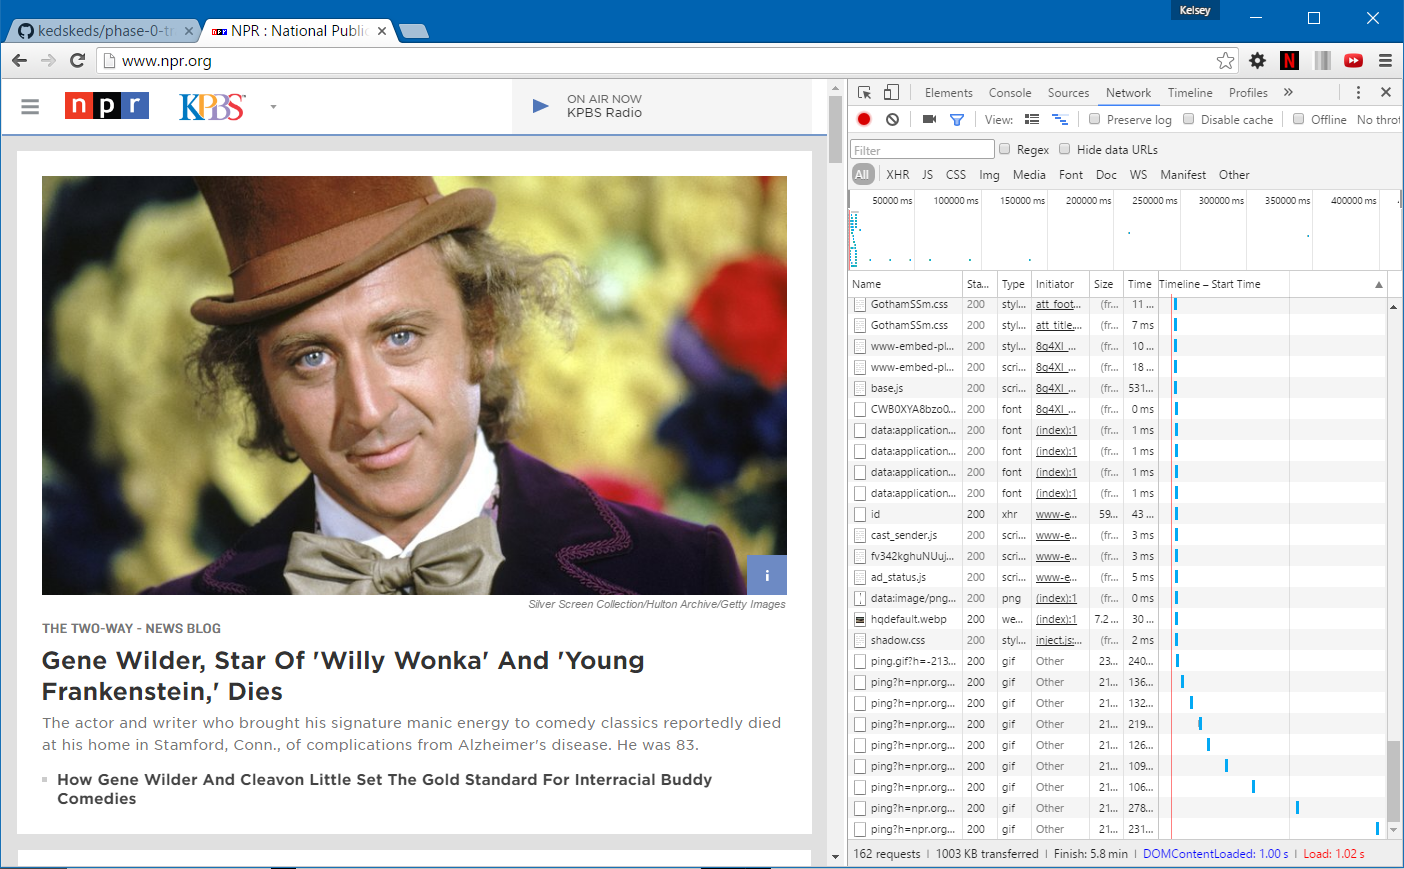 Kelsey
kedskeds/phase-0-tr
NPR : National Public
www.npr.org
N
npr
KPBS
ON AIR NOW
KPBS Radio
Silver Screen Collection/Hulton Archive/Getty Images
THE TWO-WAY - NEWS BLOG
Gene Wilder, Star Of 'Willy Wonka' And 'Young
Frankenstein,' Dies
The actor and writer who brought his signature manic energy to comedy classics reportedly died
at his home in Stamford, Conn., of complications from Alzheimer's disease. He was 83.
How Gene Wilder And Cleavon Little Set The Gold Standard For Interracial Buddy
Comedies
Elements Console Sources Network Timeline Profiles
View: Preserve log Disable cache Offline No throt
Filter Regex Hide data URLs
All XHR JS CSS Img Media Font Doc WS Manifest Other
50000 ms 100000 ms 150000 ms 200000 ms 250000 ms 300000 ms 350000 ms 400000 ms
Name Sta... Type Initiator Size Time Timeline – Start Time
GothamSSm.css 200 styl... att_foot... (fr... 11 ...
GothamSSm.css 200 styl... att_title.... (fr... 7 ms
www-embed-pl... 200 styl... 8g4XI_... (fr... 10 ...
www-embed-pl... 200 scri... 8g4XI_... (fr... 18 ...
base.js 200 scri... 8g4XI_... (fr... 531...
CWB0XYA8bzo0... 200 font 8g4XI_... (fr... 0 ms
data:application... 200 font (index):1 (fr... 1 ms
data:application... 200 font (index):1 (fr... 1 ms
data:application... 200 font (index):1 (fr... 1 ms
data:application... 200 font (index):1 (fr... 1 ms
id 200 xhr www-e... 59... 43 ...
cast_sender.js 200 scri... www-e... (fr... 3 ms
fv342kghuNUuj... 200 scri... www-e... (fr... 3 ms
ad_status.js 200 scri... www-e... (fr... 5 ms
data:image/png... 200 png (index):1 (fr... 0 ms
hqdefault.webp 200 we... (index):1 7.2 ... 30 ...
shadow.css 200 styl... inject.js:... (fr... 2 ms
ping.gif?h=-213... 200 gif Other 23... 240...
ping?h=npr.org... 200 gif Other 21... 136...
ping?h=npr.org... 200 gif Other 21... 132...
ping?h=npr.org... 200 gif Other 21... 219...
ping?h=npr.org... 200 gif Other 21... 126...
ping?h=npr.org... 200 gif Other 21... 109...
ping?h=npr.org... 200 gif Other 21... 106...
ping?h=npr.org... 200 gif Other 21... 278...
ping?h=npr.org... 200 gif Other 21... 231...
162 requests | 1003 KB transferred | Finish: 5.8 min | DOMContentLoaded: 1.00 s | Load: 1.02 s